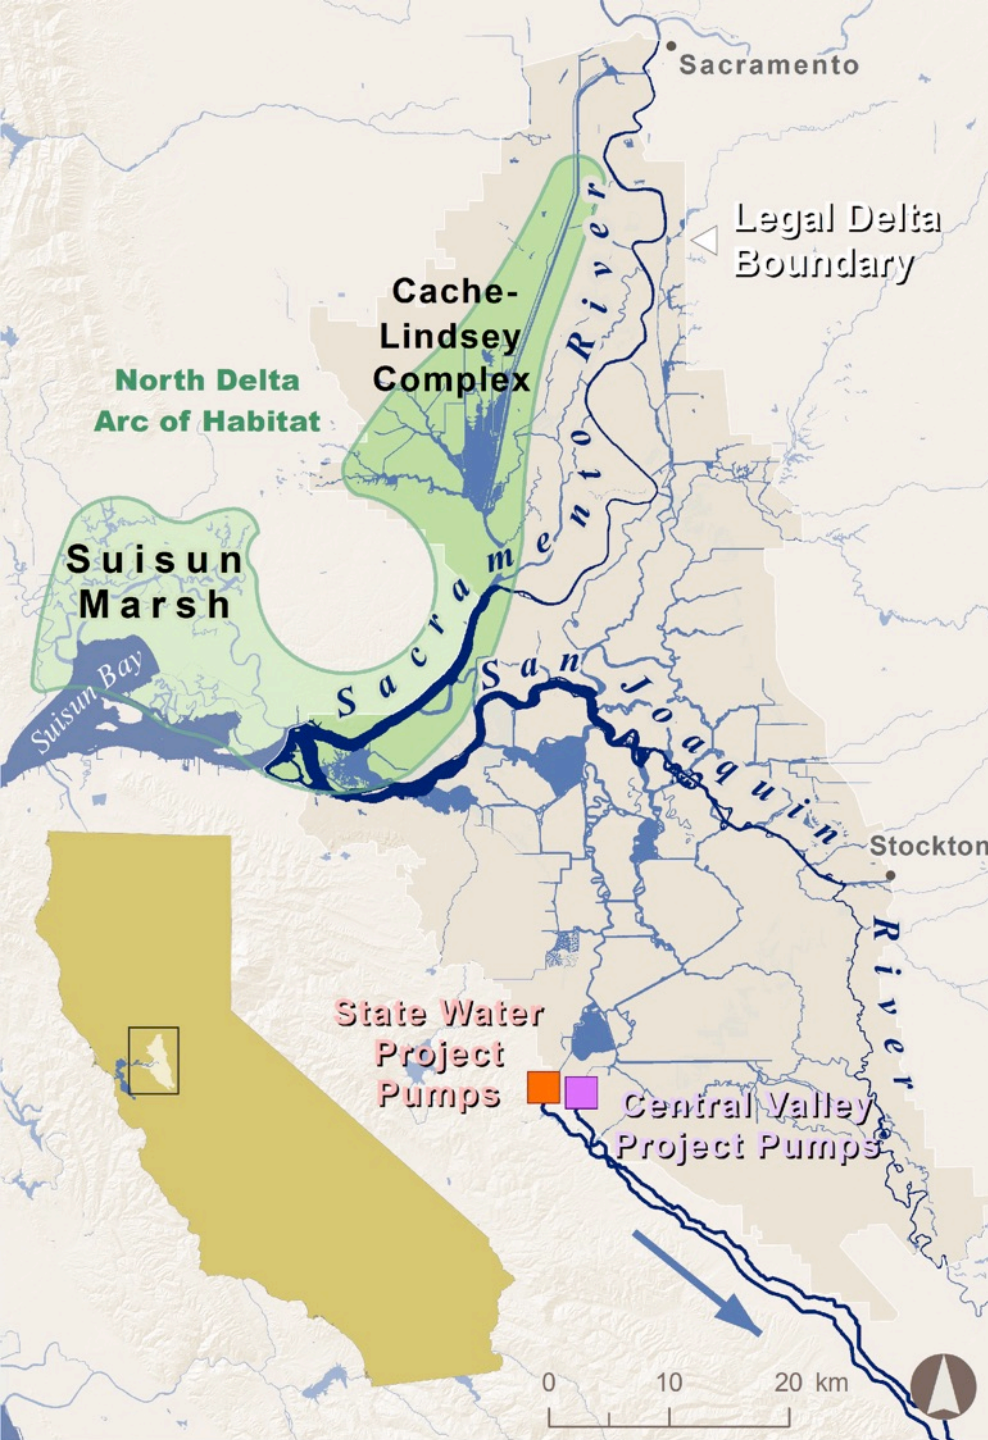 Sacramento
Legal Delta
Boundary
Cache-
Lindsey
Complex
North Delta
Arc of Habitat
Sacramento River
Suisun
Marsh
Suisun Bay
San Joaquin River
Stockton
State Water
Project
Pumps
Central Valley
Project Pumps
0 10 20 km